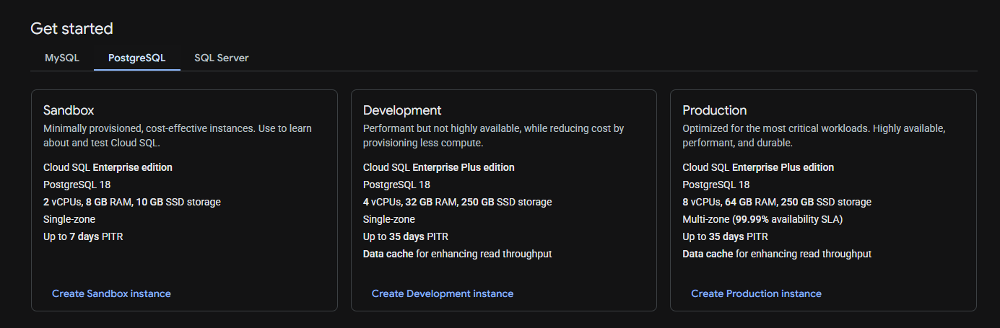 Get started
MySQL
PostgreSQL
SQL Server
Sandbox
Minimally provisioned, cost-effective instances. Use to learn
about and test Cloud SQL.
Cloud SQL Enterprise edition
PostgreSQL 18
2 vCPUs, 8 GB RAM, 10 GB SSD storage
Single-zone
Up to 7 days PITR
Create Sandbox instance
Development
Performant but not highly available, while reducing cost by
provisioning less compute.
Cloud SQL Enterprise Plus edition
PostgreSQL 18
4 vCPUs, 32 GB RAM, 250 GB SSD storage
Single-zone
Up to 35 days PITR
Data cache for enhancing read throughput
Create Development instance
Production
Optimized for the most critical workloads. Highly available,
performant, and durable.
Cloud SQL Enterprise Plus edition
PostgreSQL 18
8 vCPUs, 64 GB RAM, 250 GB SSD storage
Multi-zone (99.99% availability SLA)
Up to 35 days PITR
Data cache for enhancing read throughput
Create Production instance